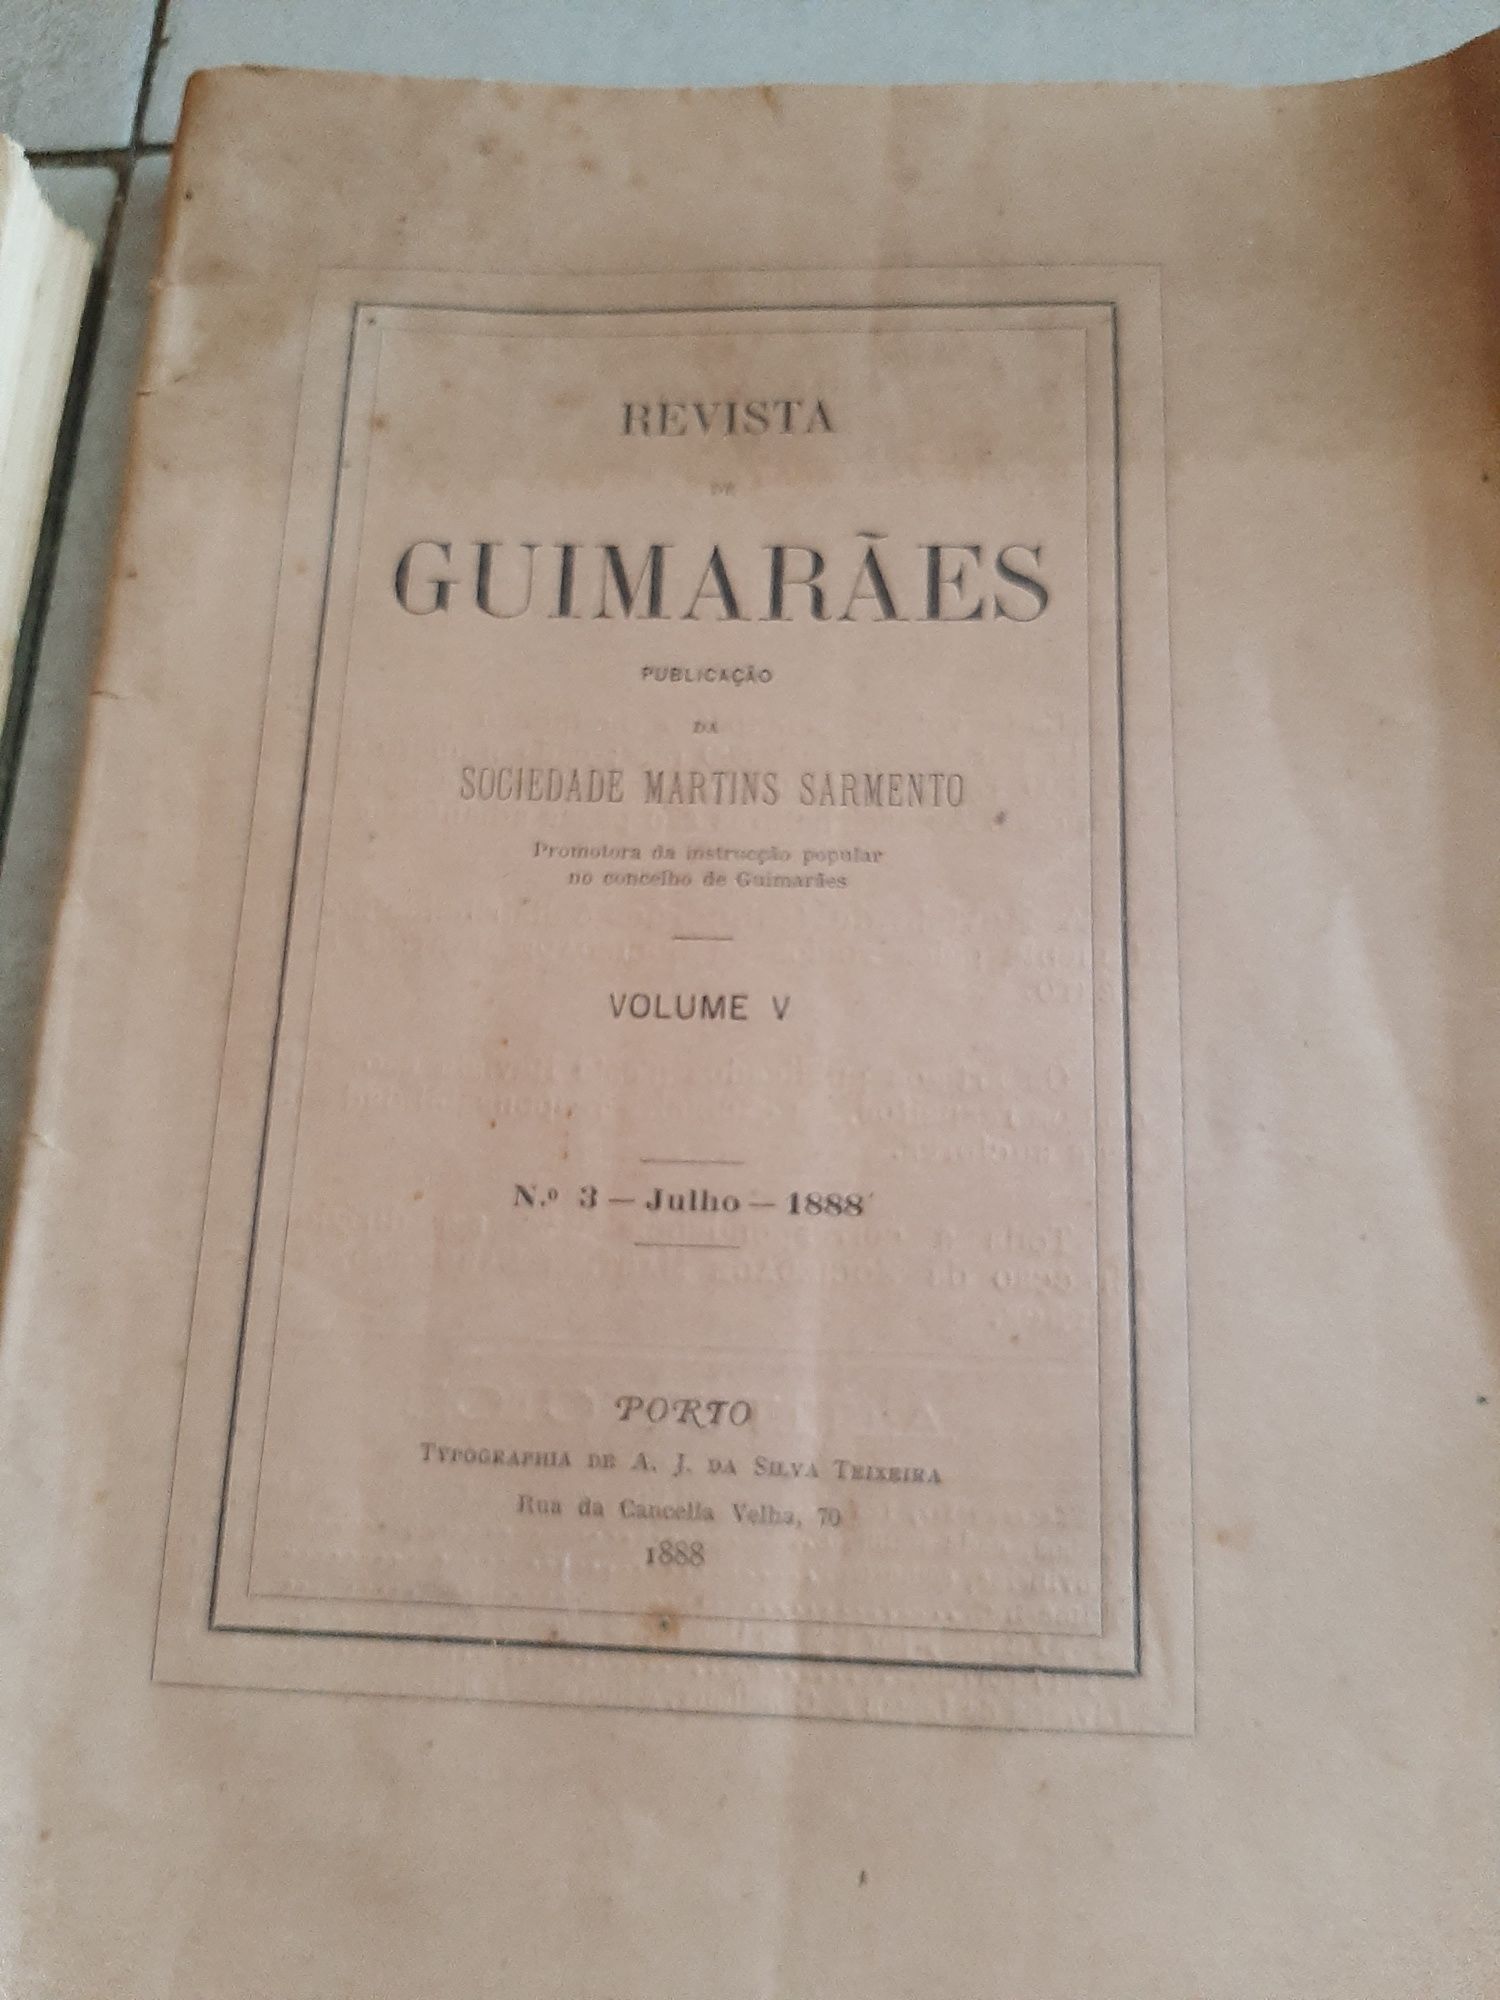 REVISTA
DE
GUIMARÃES
PUBLICAÇÃO
DA
SOCIEDADE MARTINS SARMENTO
Promotora da instrucção popular
no concelho de Guimarães
VOLUME V
N.º 3 — Julho — 1888
PORTO
TYPOGRAPHIA DE A. J. DA SILVA TEIXEIRA
Rua da Cancella Velha, 70
1888